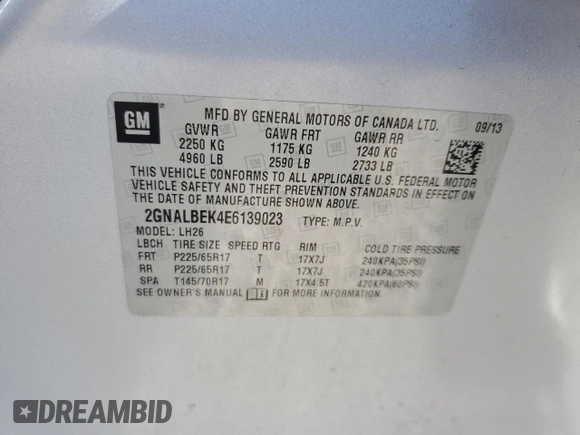 GM
MFD BY GENERAL MOTORS OF CANADA LTD. 09/13
GVWR GAWR FRT GAWR RR
2250 KG 1175 KG 1240 KG
4960 LB 2590 LB 2733 LB
THIS VEHICLE CONFORMS TO ALL APPLICABLE U.S. FEDERAL MOTOR
VEHICLE SAFETY AND THEFT PREVENTION STANDARDS IN EFFECT ON
THE DATE OF MANUFACTURE SHOWN ABOVE.
2GNALBEK4E6139023 TYPE: M.P.V.
MODEL: LH26
LBCH TIRE SIZE SPEED RTG RIM COLD TIRE PRESSURE
FRT P225/65R17 T 17X7J 240KPA(35PSI)
RR P225/65R17 T 17X7J 240KPA(35PSI)
SPA T145/70R17 M 17X4.5T 420KPA(60PSI)
SEE OWNER'S MANUAL FOR MORE INFORMATION.
DREAMBID